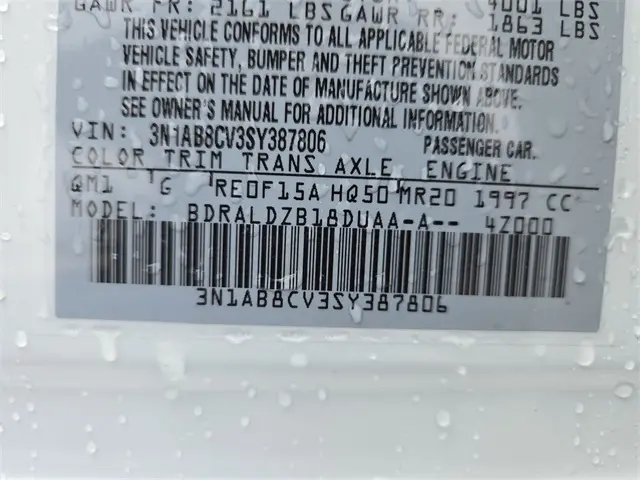 GAWR FR: 2161 LBS GAWR RR: 4001 LBS
1863 LBS
THIS VEHICLE CONFORMS TO ALL APPLICABLE FEDERAL MOTOR
VEHICLE SAFETY, BUMPER AND THEFT PREVENTION STANDARDS
IN EFFECT ON THE DATE OF MANUFACTURE SHOWN ABOVE.
SEE OWNER'S MANUAL FOR ADDITIONAL INFORMATION.
VIN: 3N1AB8CV3SY387806 PASSENGER CAR.
COLOR TRIM TRANS AXLE ENGINE
QM1 G RE0F15A HQ50 MR20 1997 CC
BDRALDZB18DUAA-A-- 4Z000
3N1AB8CV3SY387806